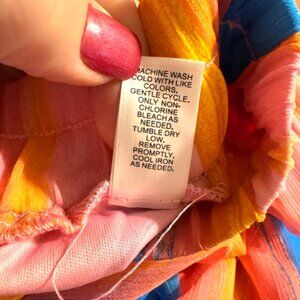 MACHINE WASH
COLD WITH LIKE
COLORS.
GENTLE CYCLE.
ONLY NON-
CHLORINE
BLEACH AS
NEEDED.
TUMBLE DRY
LOW.
REMOVE
PROMPTLY.
COOL IRON
AS NEEDED.